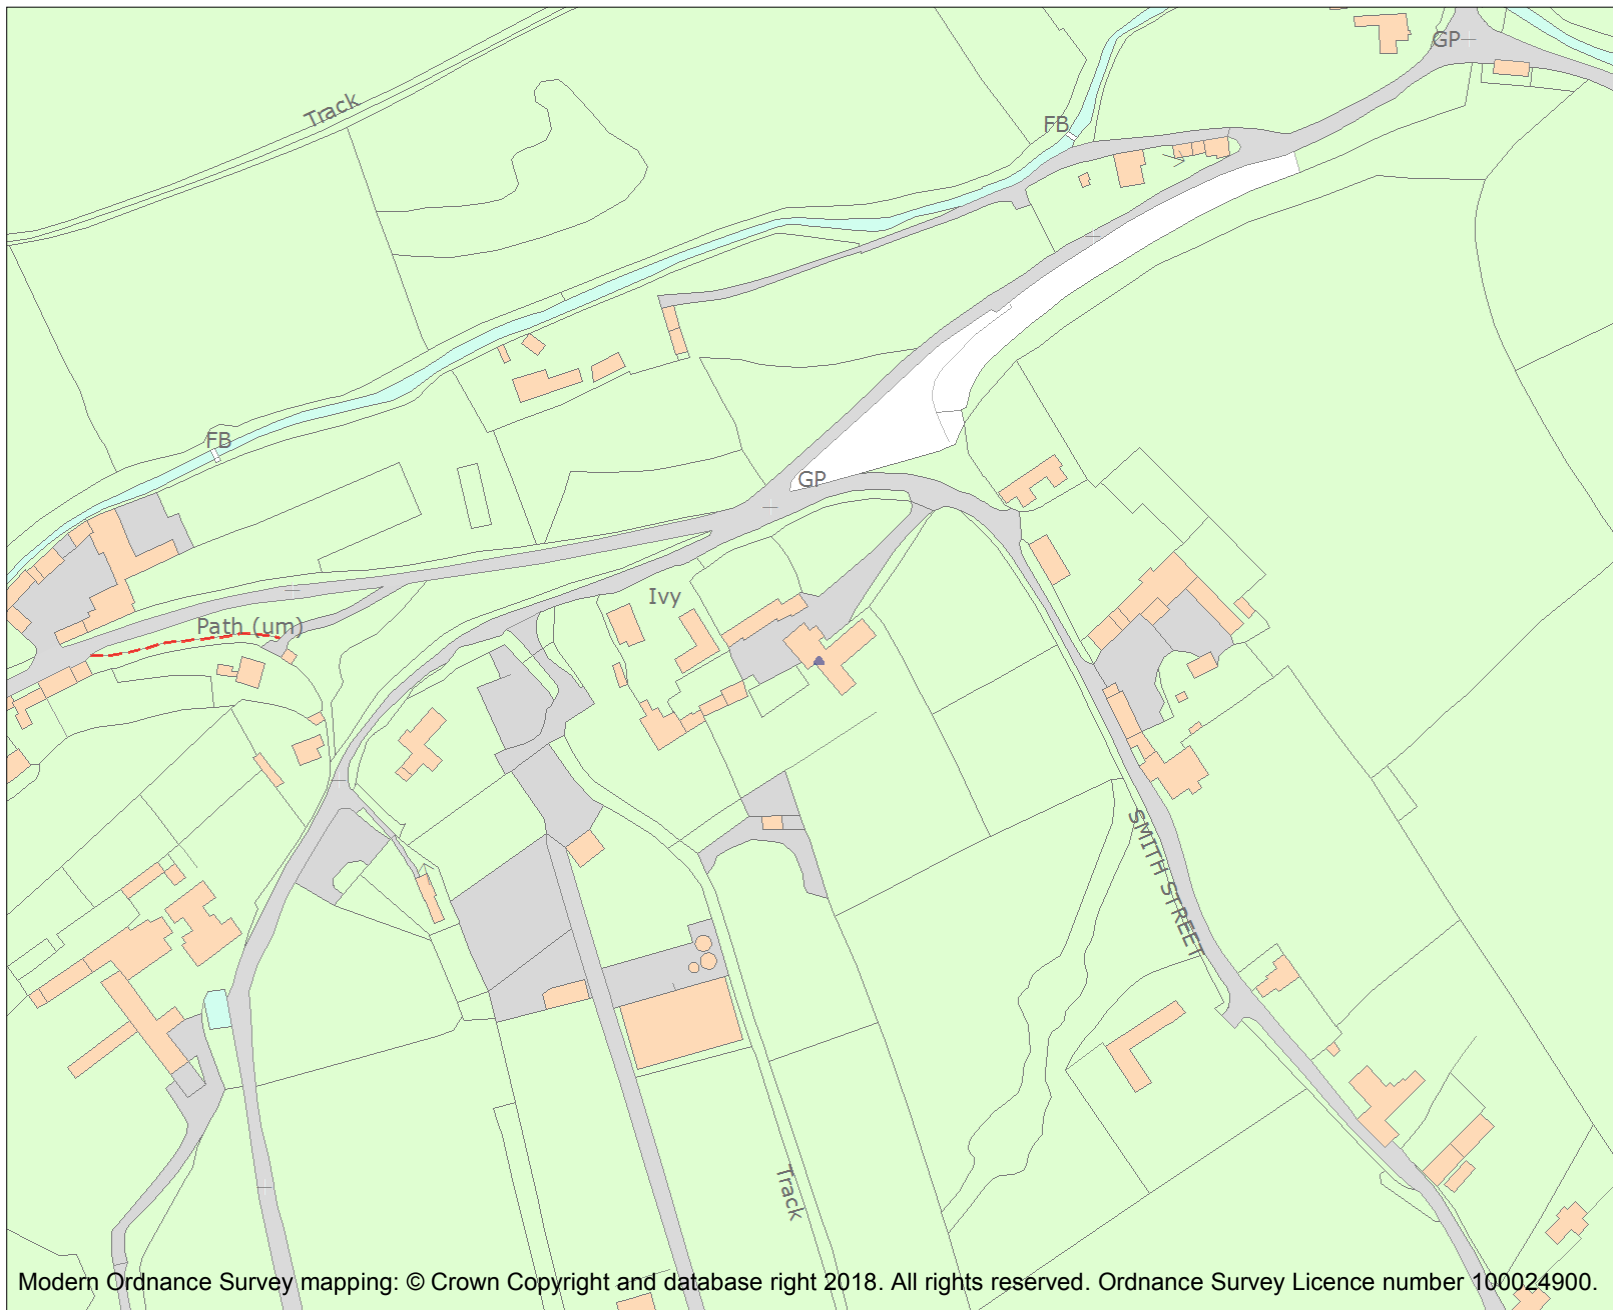 GP
Track
FB
FB
GP
Ivy
Path (um)
SMITH STREET
Track
Modern Ordnance Survey mapping: © Crown Copyright and database right 2018. All rights reserved. Ordnance Survey Licence number 100024900.